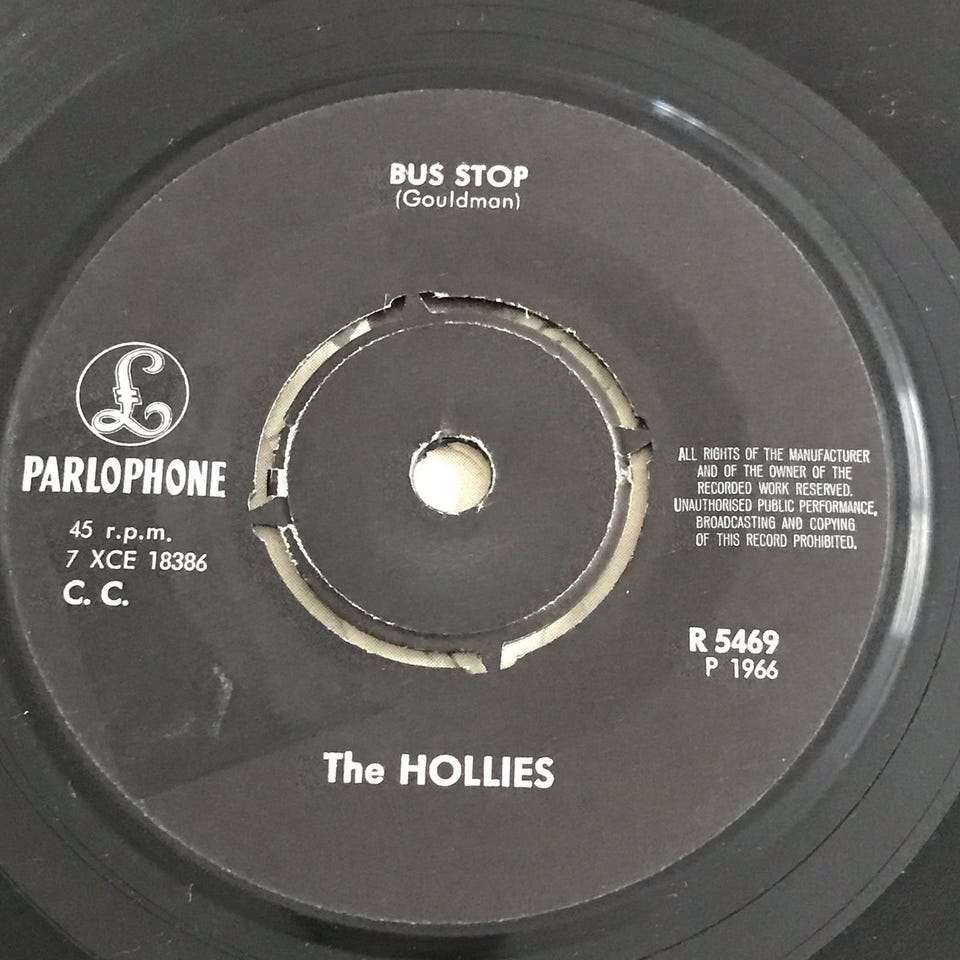 BUS STOP
(Gouldman)
£
PARLOPHONE
45 r.p.m.
7 XCE 18386
C. C.
ALL RIGHTS OF THE MANUFACTURER
AND OF THE OWNER OF THE
RECORDED WORK RESERVED.
UNAUTHORISED PUBLIC PERFORMANCE,
BROADCASTING AND COPYING
OF THIS RECORD PROHIBITED.
R 5469
P 1966
The HOLLIES